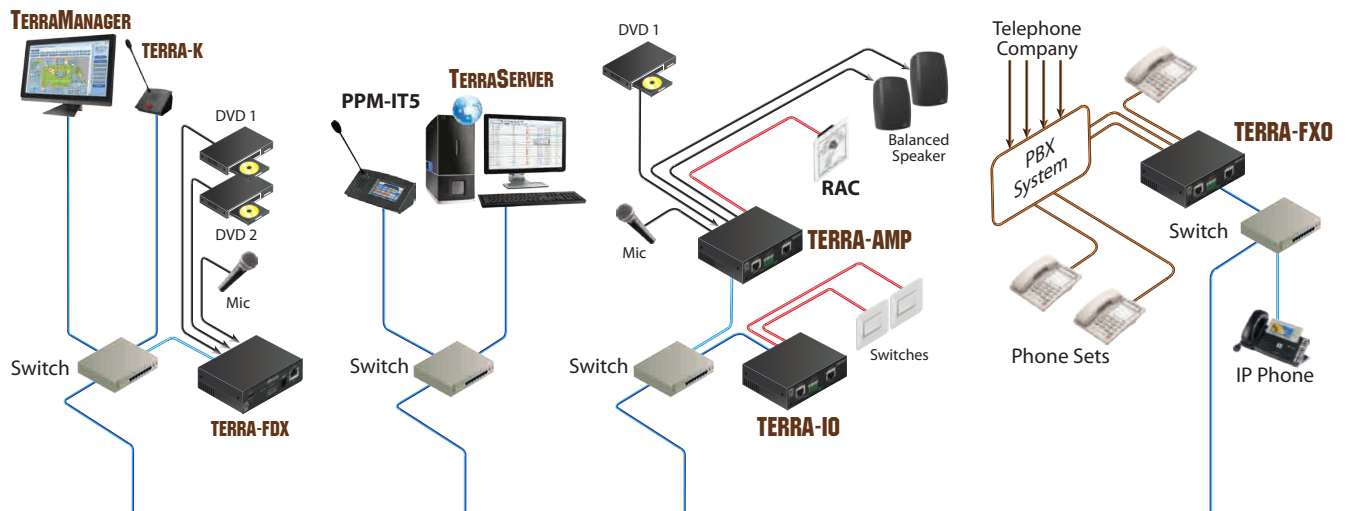 TERRAMANAGER
TERRA-K
DVD 1
DVD 2
Mic
Switch
TERRA-FDX
PPM-IT5
TERRASERVER
Switch
DVD 1
Balanced
Speaker
RAC
Mic
TERRA-AMP
Switch
Switches
TERRA-IO
Telephone
Company
PBX
System
TERRA-FXO
Switch
Phone Sets
IP Phone